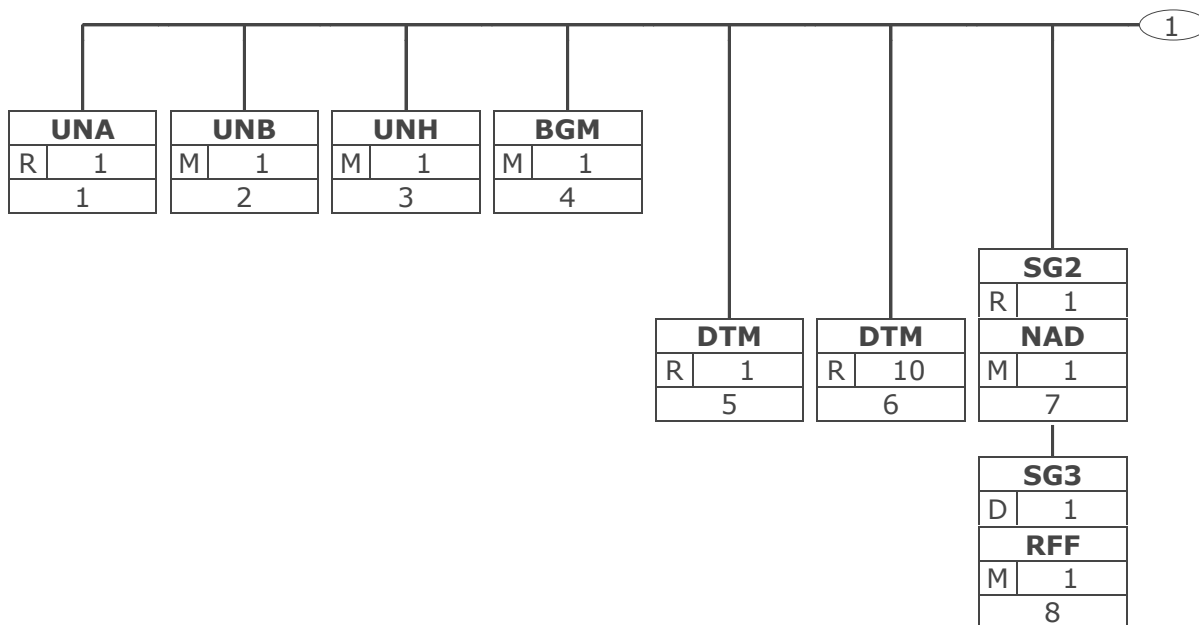 1
UNA UNB UNH BGM
R 1 M 1 M 1 M 1
1 2 3 4
SG2
R 1
DTM DTM NAD
R 1 R 10 M 1
5 6 7
SG3
D 1
RFF
M 1
8